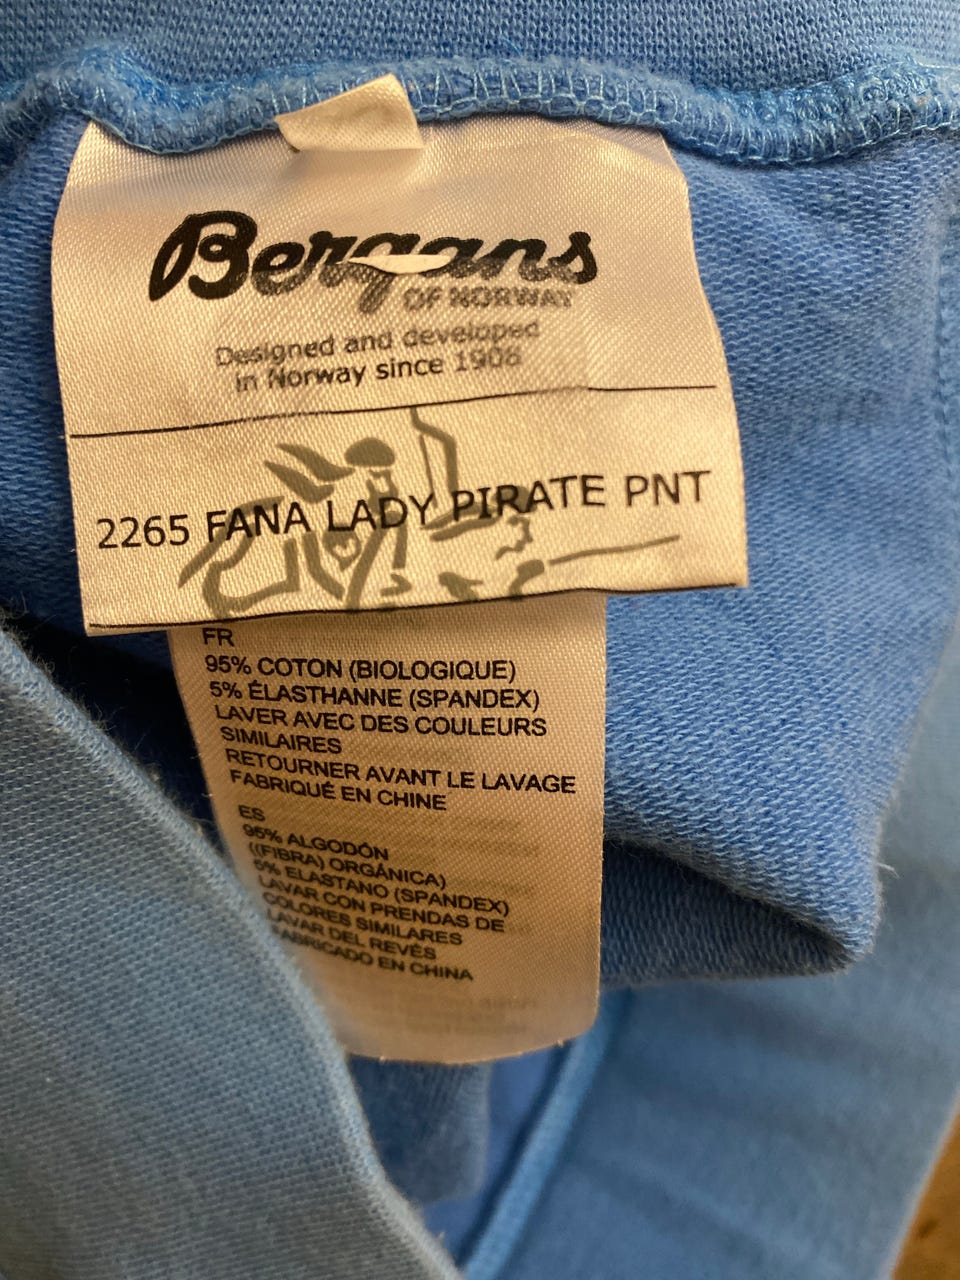 Bergans
OF NORWAY
Designed and developed
in Norway since 1908
2265 FANA LADY PIRATE PNT
FR
95% COTON (BIOLOGIQUE)
5% ÉLASTHANNE (SPANDEX)
LAVER AVEC DES COULEURS
SIMILAIRES
RETOURNER AVANT LE LAVAGE
FABRIQUÉ EN CHINE
ES
95% ALGODÓN
((FIBRA) ORGÁNICA)
5% ELASTANO (SPANDEX)
LAVAR CON PRENDAS DE
COLORES SIMILARES
LAVAR DEL REVÉS
FABRICADO EN CHINA